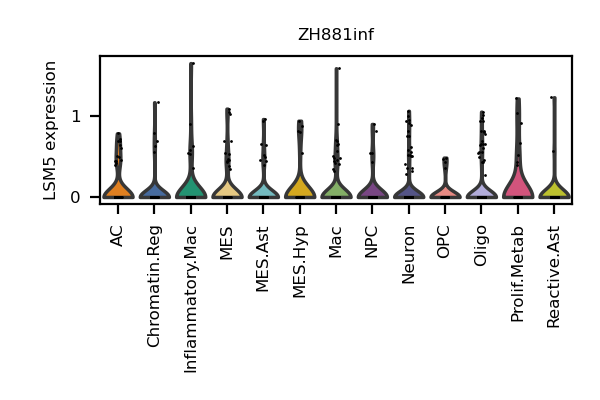 ZH881inf
LSM5 expression
1
0
AC
Chromatin.Reg
Inflammatory.Mac
MES
MES.Ast
MES.Hyp
Mac
NPC
Neuron
OPC
Oligo
Prolif.Metab
Reactive.Ast